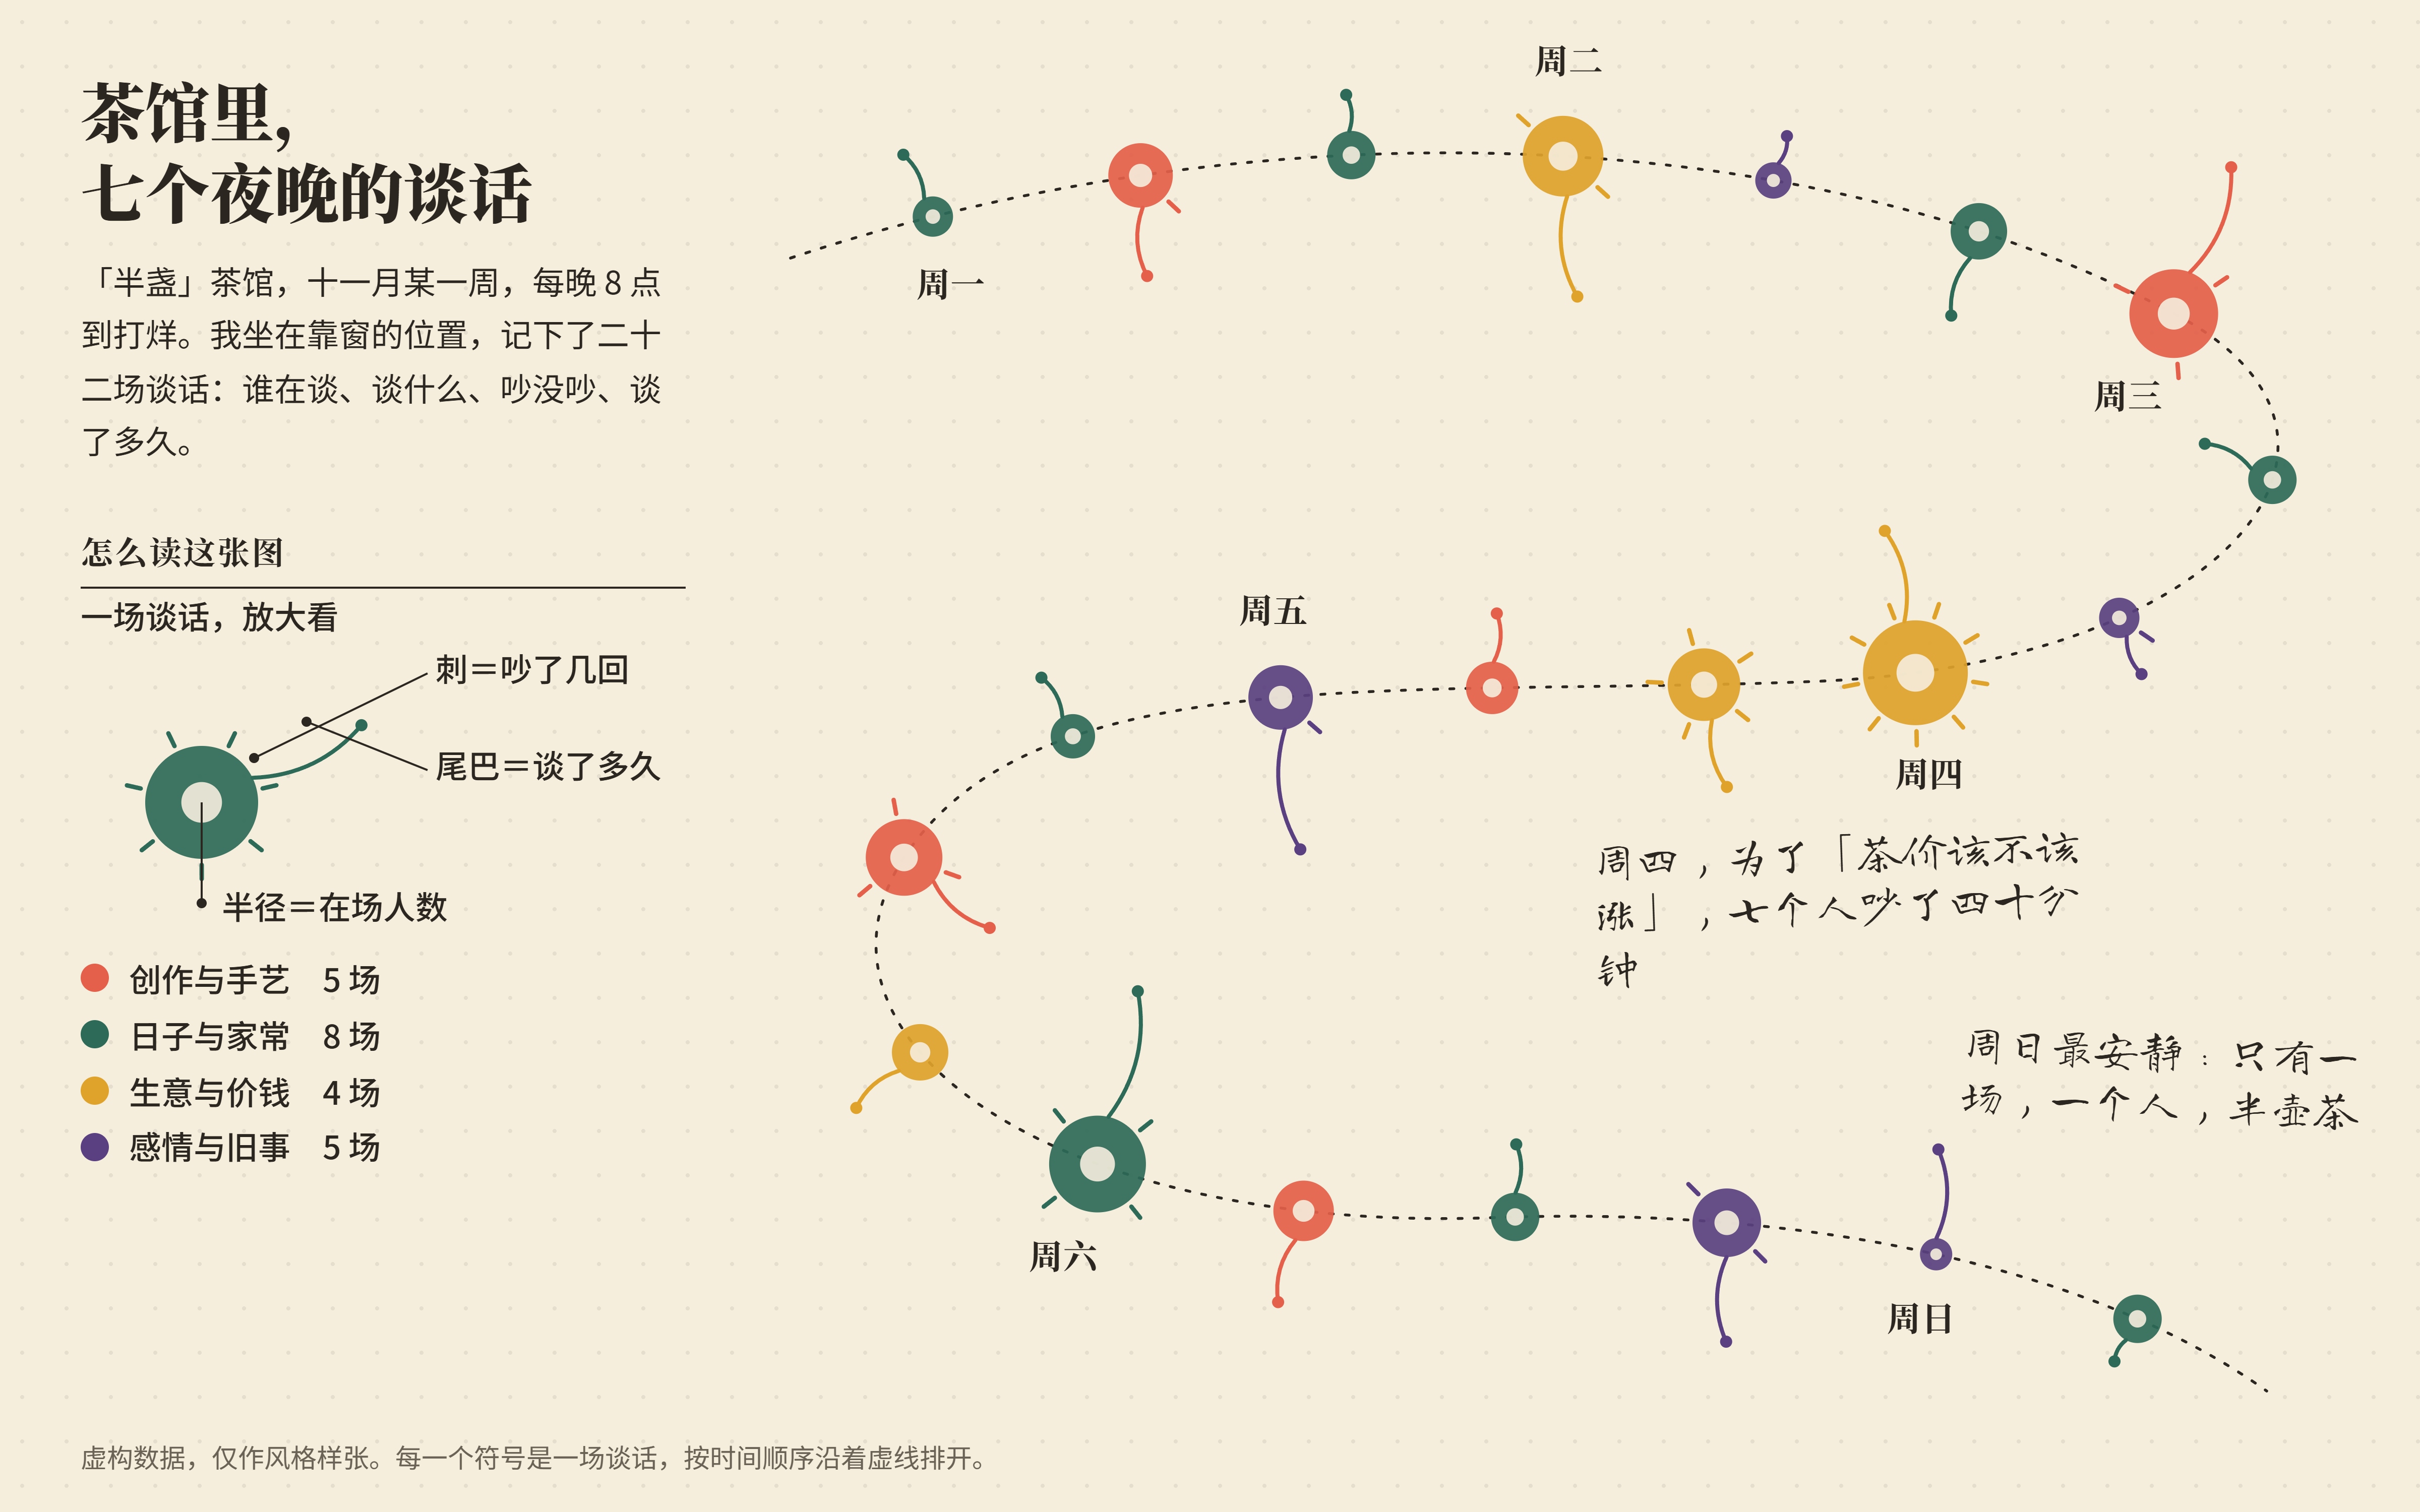 茶馆里，
七个夜晚的谈话
「半盏」茶馆，十一月某一周，每晚 8 点
到打烊。我坐在靠窗的位置，记下了二十
二场谈话：谁在谈、谈什么、吵没吵、谈
了多久。
怎么读这张图
一场谈话，放大看
刺＝吵了几回
尾巴＝谈了多久
半径＝在场人数
创作与手艺 5 场
日子与家常 8 场
生意与价钱 4 场
感情与旧事 5 场
周一
周二
周三
周四
周五
周六
周日
周四，为了「茶价该不该
涨」，七个人吵了四十分
钟
周日最安静：只有一
场，一个人，半壶茶
虚构数据，仅作风格样张。每一个符号是一场谈话，按时间顺序沿着虚线排开。